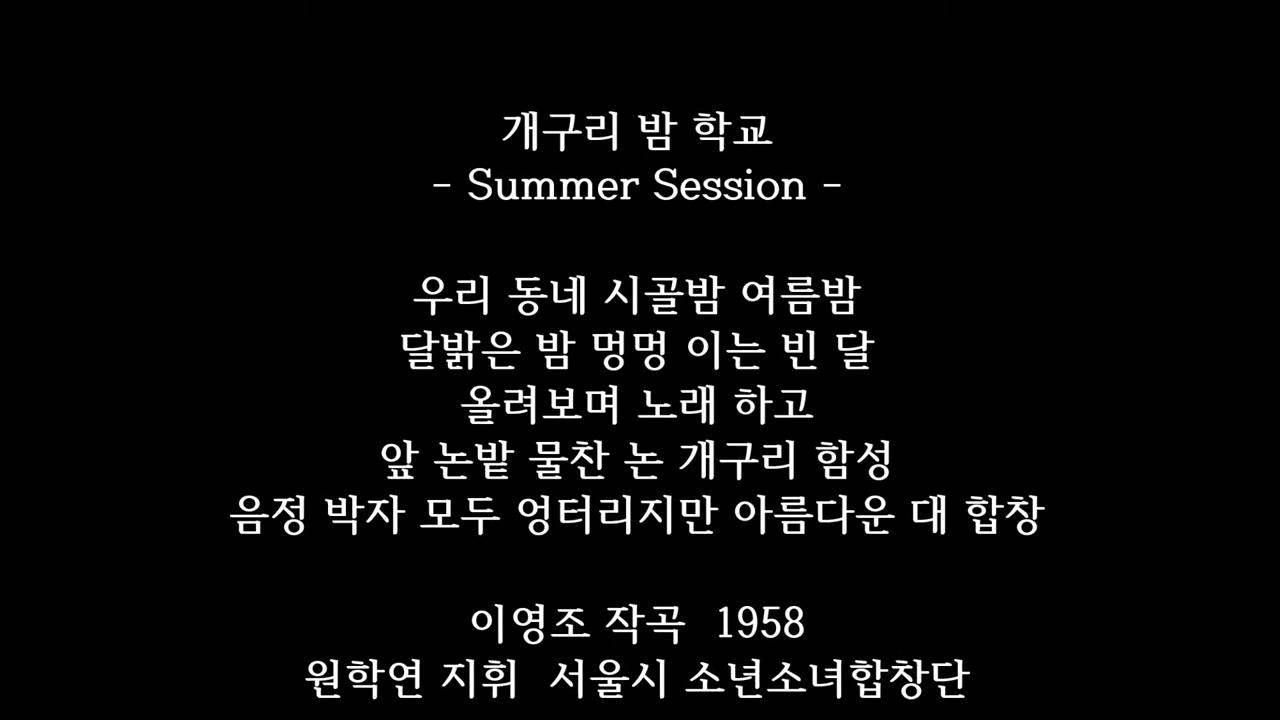 개구리 밤 학교
- Summer Session -
우리 동네 시골밤 여름밤
달밝은 밤 멍멍 이는 빈 달
올려보며 노래 하고
앞 논밭 물찬 논 개구리 함성
음정 박자 모두 엉터리지만 아름다운 대 합창
이영조 작곡 1958
원학연 지휘 서울시 소년소녀합창단